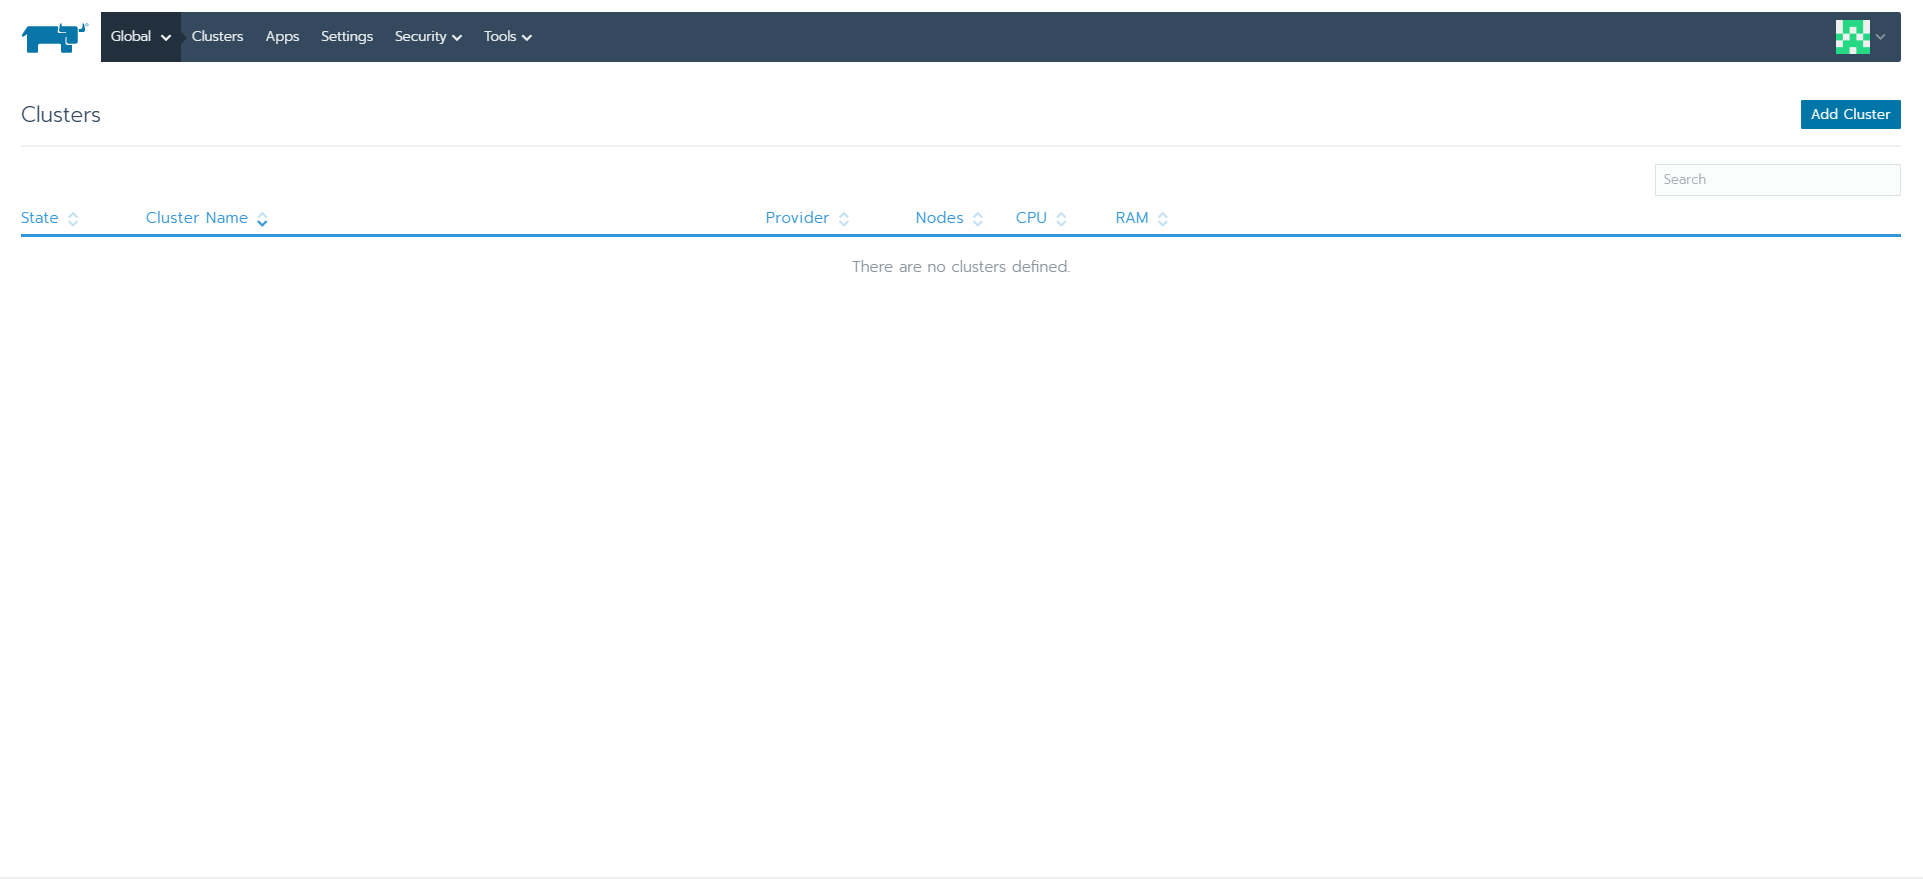 Global Clusters Apps Settings Security Tools
Clusters
Add Cluster
Search
State Cluster Name Provider Nodes CPU RAM
There are no clusters defined.